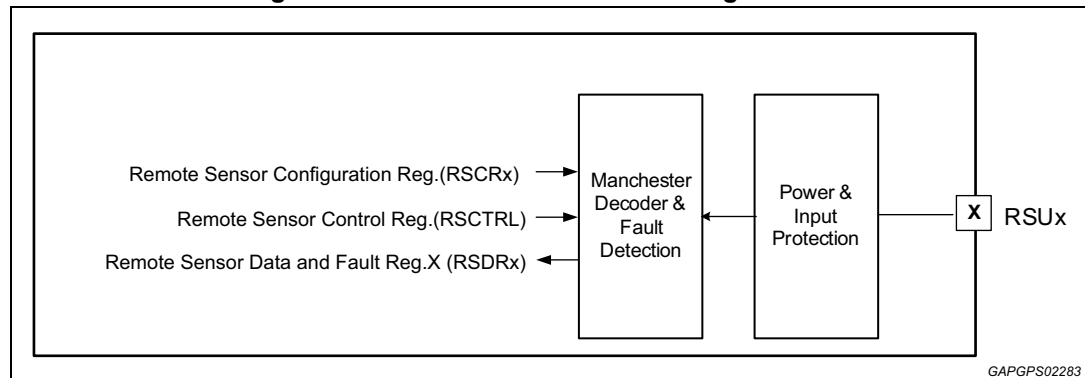 Remote Sensor Configuration Reg.(RSCRx)
Remote Sensor Control Reg.(RSCTRL)
Remote Sensor Data and Fault Reg.X (RSDRx)
Manchester
Decoder &
Fault
Detection
Power &
Input
Protection
X
RSUx
GAPGPS02283